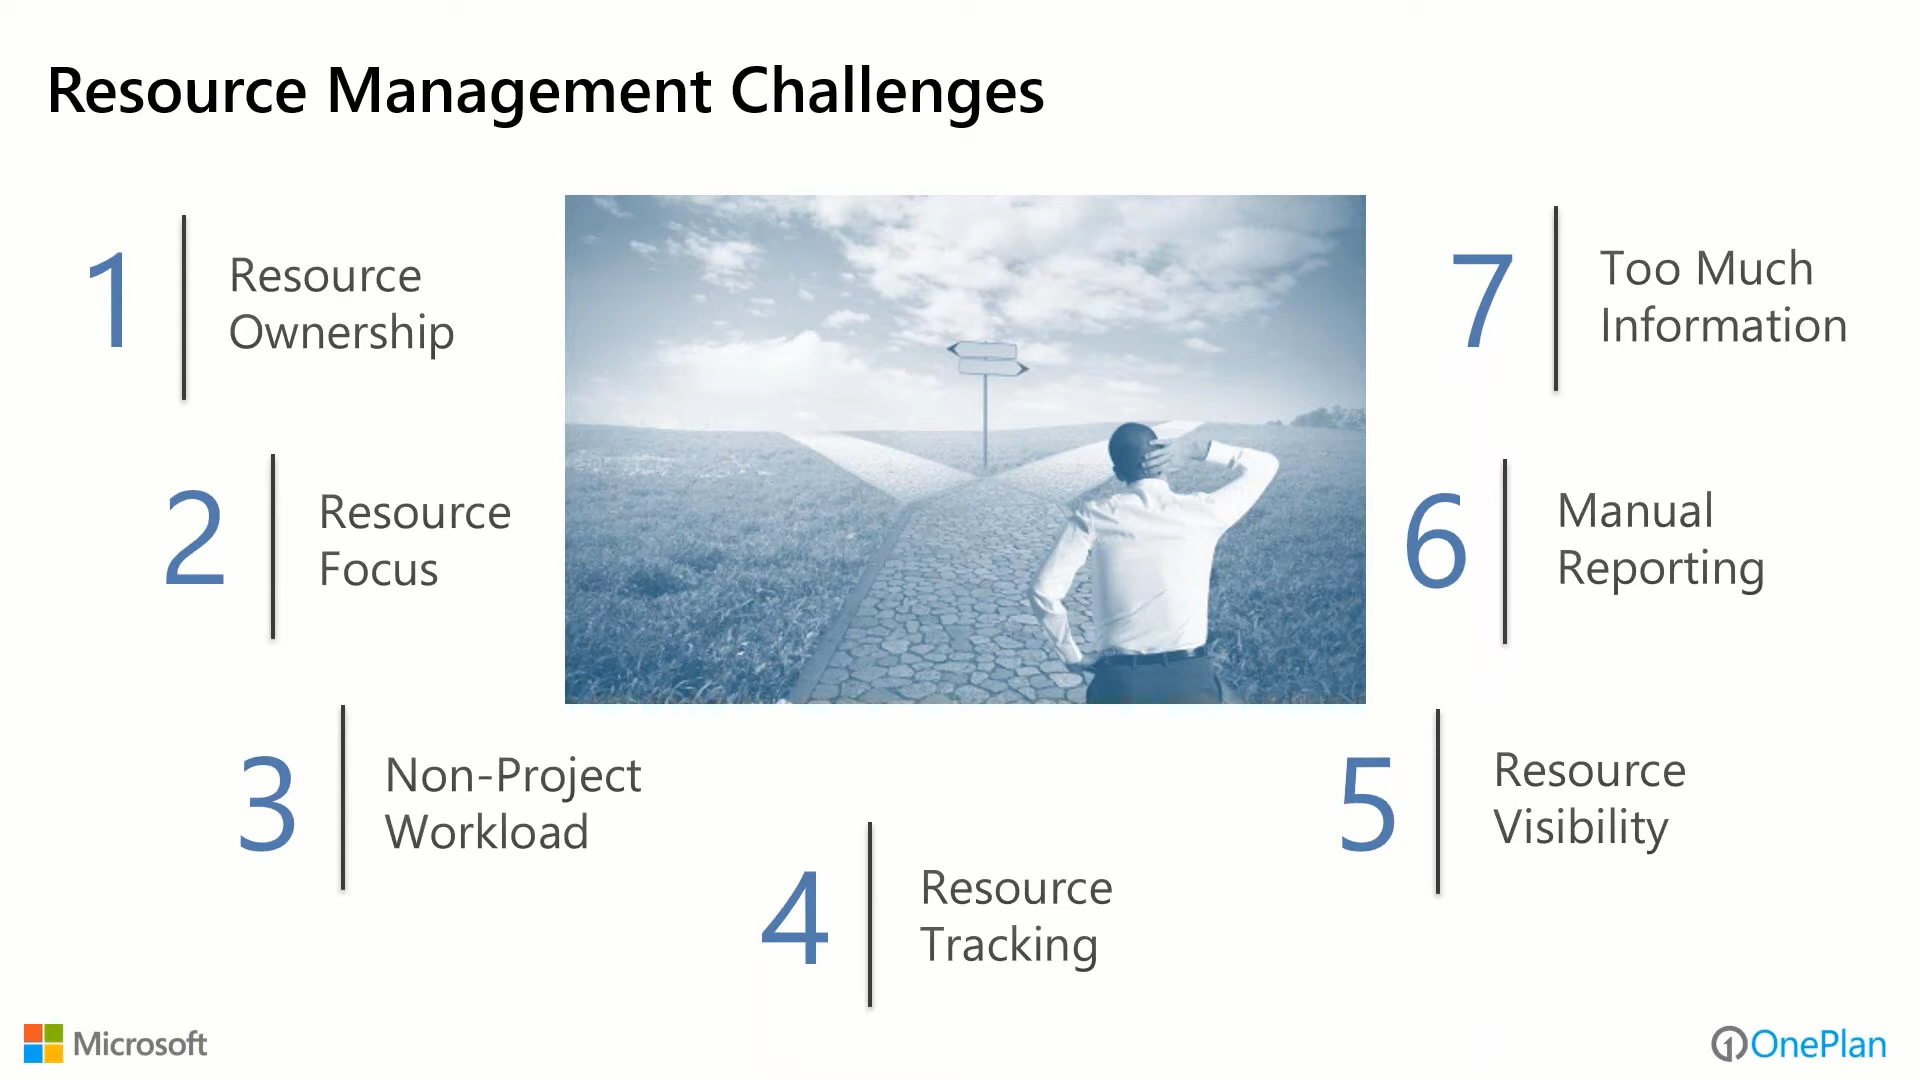 Resource Management Challenges
1
Resource
Ownership
2
Resource
Focus
3
Non-Project
Workload
4
Resource
Tracking
5
Resource
Visibility
6
Manual
Reporting
7
Too Much
Information
Microsoft
1OnePlan